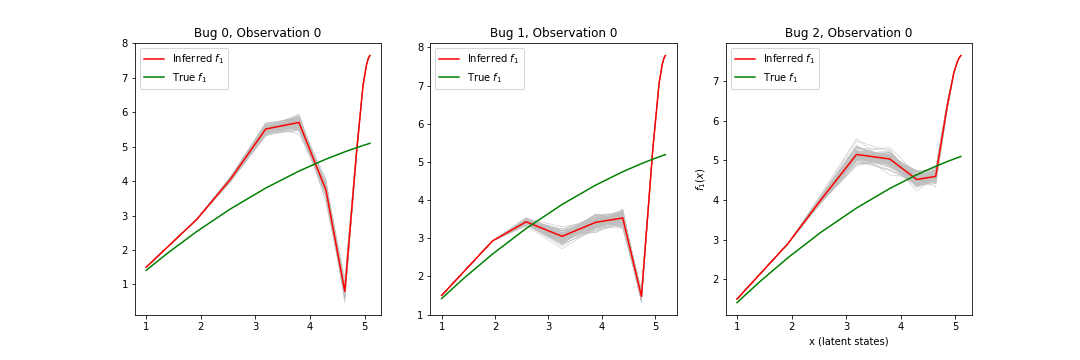 Bug 0, Observation 0
Inferred f₁
True f₁
8
7
6
5
4
3
2
1
1 2 3 4 5
Bug 1, Observation 0
Inferred f₁
True f₁
8
7
6
5
4
3
2
1
1 2 3 4 5
Bug 2, Observation 0
Inferred f₁
True f₁
f₁(x)
7
6
5
4
3
2
1 2 3 4 5
x (latent states)